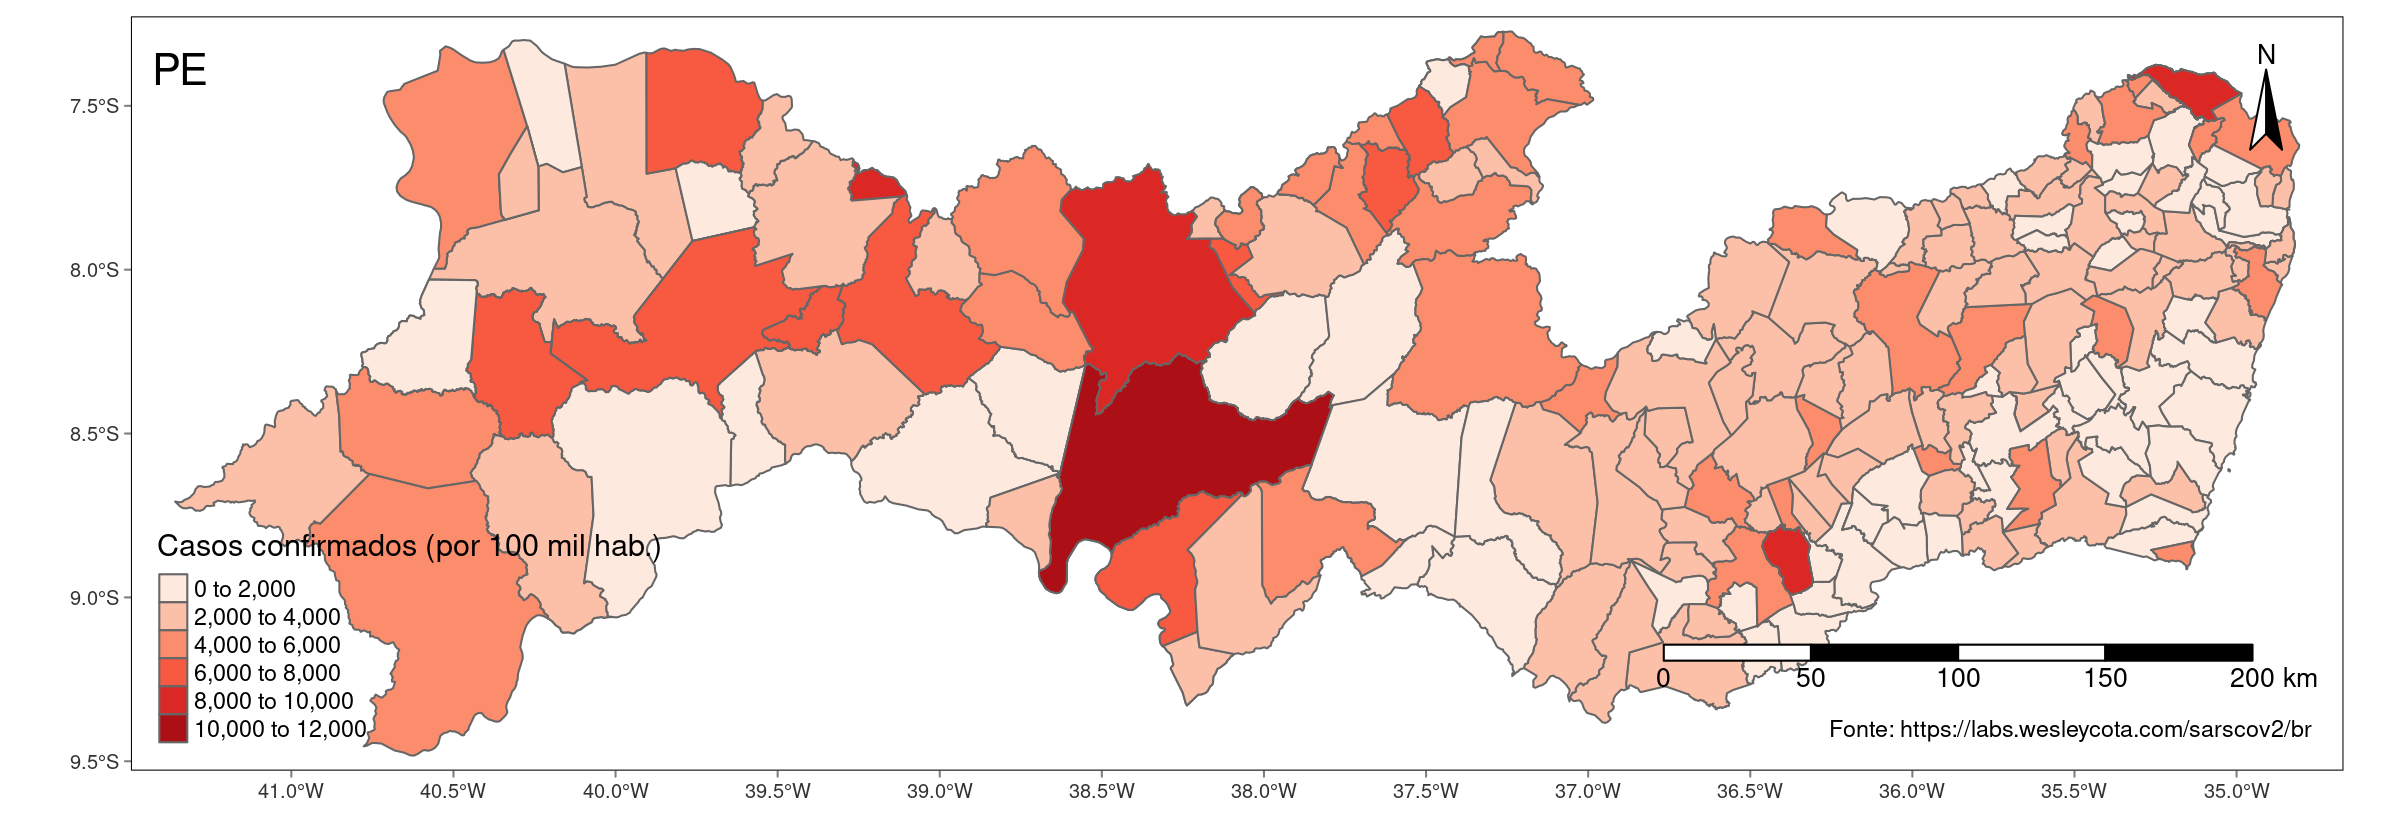 PE
N
7.5°S
8.0°S
8.5°S
9.0°S
9.5°S
Casos confirmados (por 100 mil hab.)
0 to 2,000
2,000 to 4,000
4,000 to 6,000
6,000 to 8,000
8,000 to 10,000
10,000 to 12,000
0 50 100 150 200 km
Fonte: https://labs.wesleycota.com/sarscov2/br
41.0°W 40.5°W 40.0°W 39.5°W 39.0°W 38.5°W 38.0°W 37.5°W 37.0°W 36.5°W 36.0°W 35.5°W 35.0°W